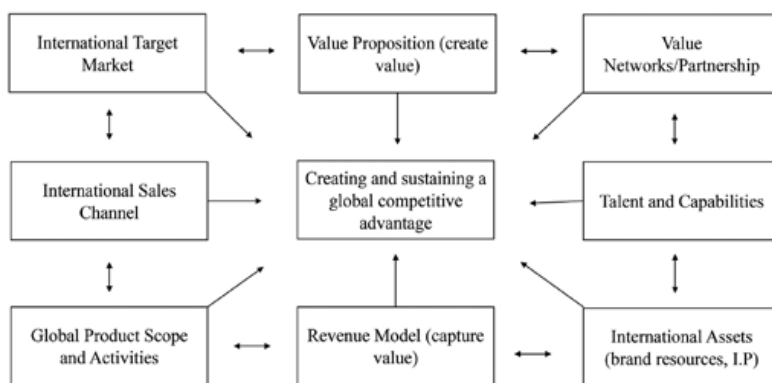 International Target
Market
Value Proposition (create
value)
Value
Networks/Partnership
International Sales
Channel
Creating and sustaining a
global competitive
advantage
Talent and Capabilities
Global Product Scope
and Activities
Revenue Model (capture
value)
International Assets
(brand resources, I.P)